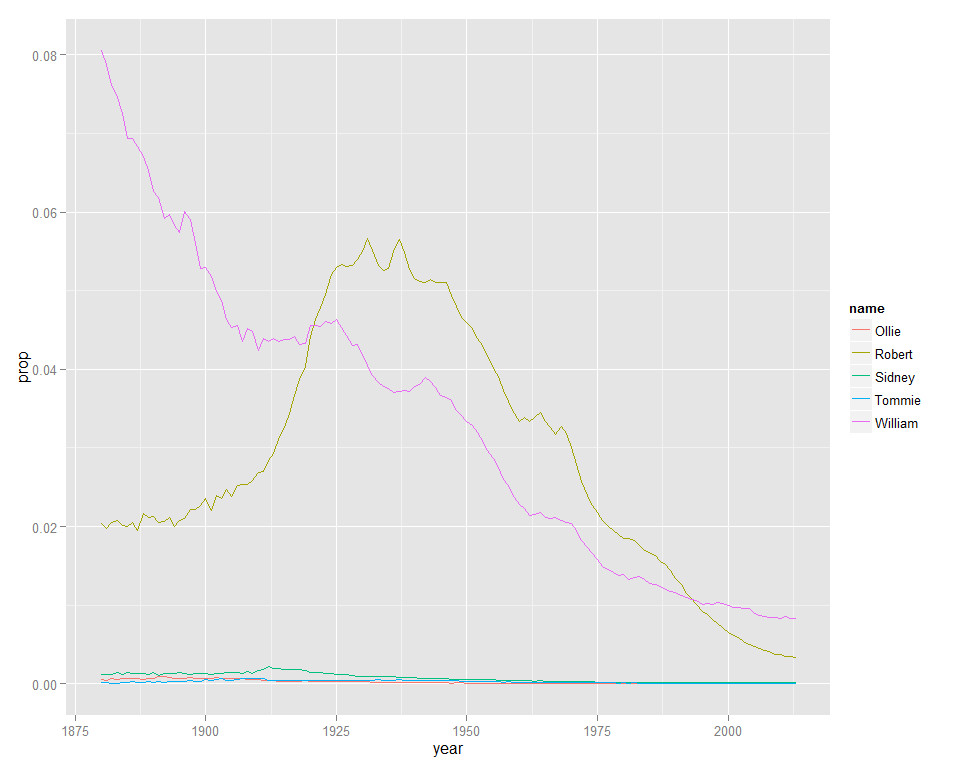 0.08
0.06
0.04
0.02
0.00
prop
1875 1900 1925 1950 1975 2000
year
name
Ollie
Robert
Sidney
Tommie
William